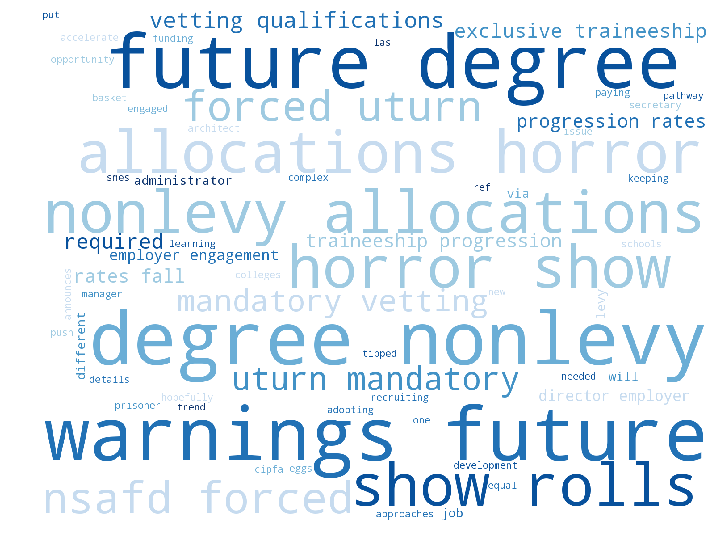 put
vetting qualifications
exclusive traineeship
accelerate
funding
las
future degree
opportunity
basket
engaged
forced uturn
paying
pathway
secretary
progression rates
architect
issue
allocations horror
smes
administrator
complex
keeping
ref
via
nonlevy allocations
required
learning
traineeship progression
schools
employer engagement
horror show
rates fall
colleges
announces
manager
mandatory vetting
new
levy
push
different
degree nonlevy
tipped
details
uturn mandatory
needed
will
hopefully
recruiting
director employer
prisoner
trend
adopting
one
warnings future
cipfa
eggs
development
equal
show rolls
nsafd forced
approaches
job